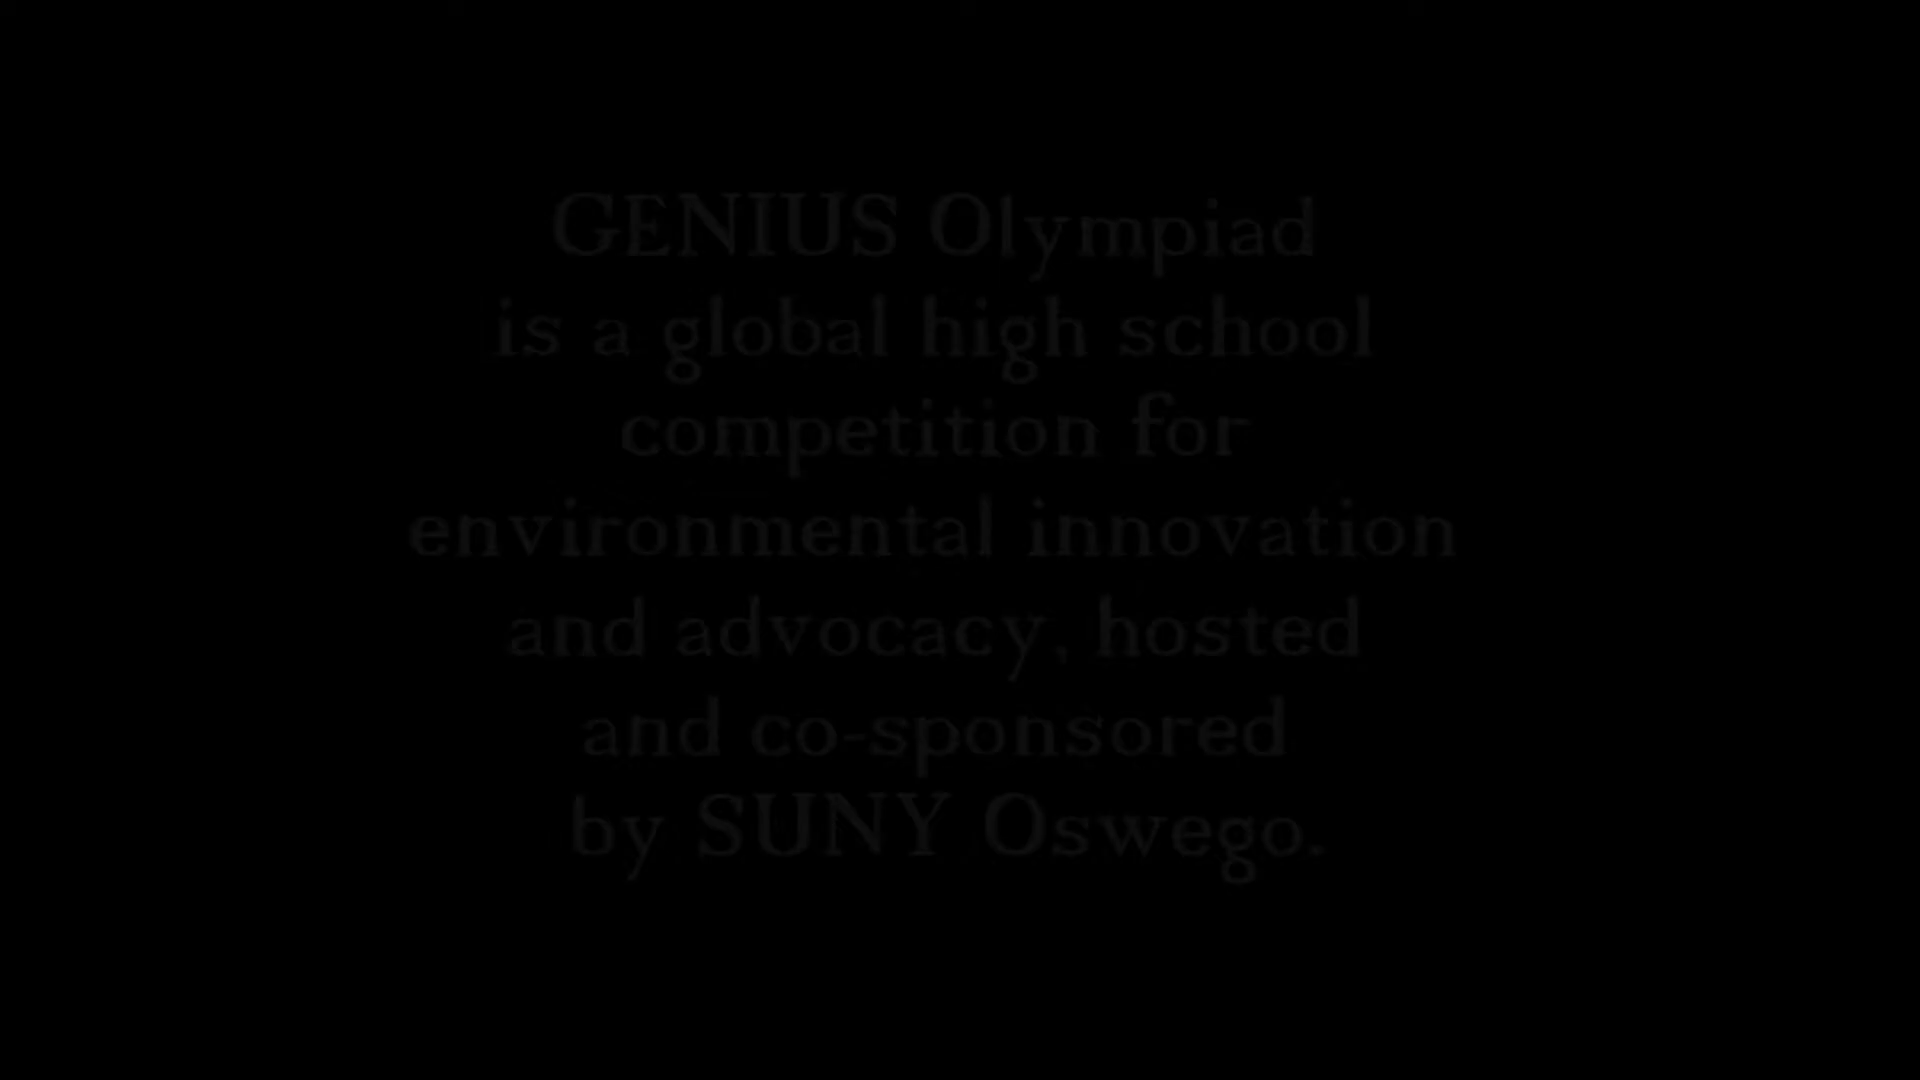 GENIUS Olympiad
is a global high school
competition for
environmental innovation
and advocacy, hosted
and co-sponsored
by SUNY Oswego.